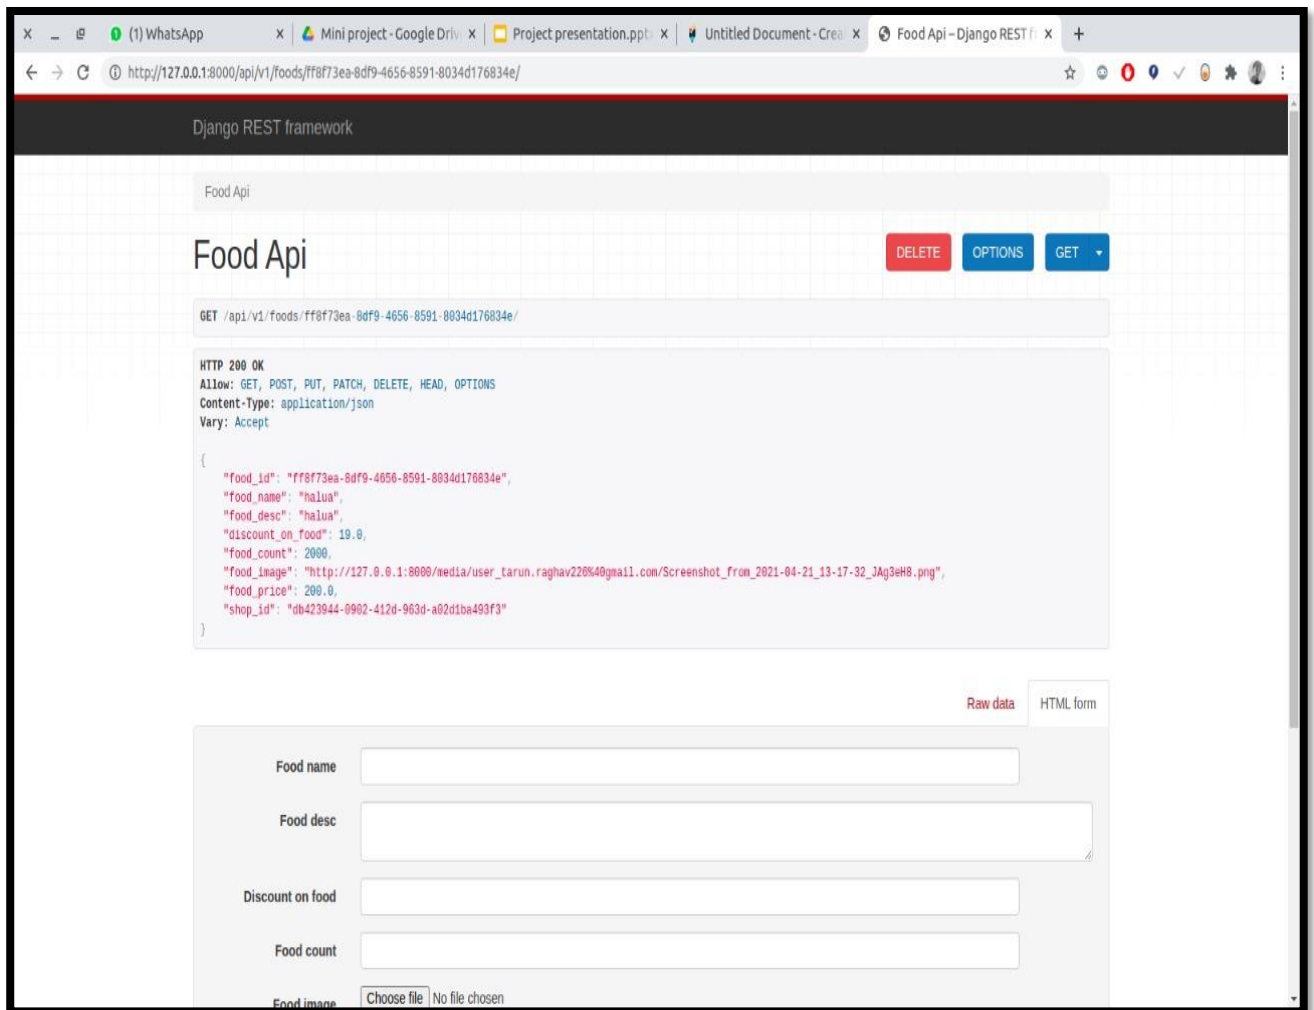 (1) WhatsApp
Mini project - Google Driv
Project presentation.ppt
Untitled Document - Crea
Food Api – Django REST f
http://127.0.0.1:8000/api/v1/foods/ff8f73ea-8df9-4656-8591-8034d176834e/
Django REST framework
Food Api
Food Api
DELETE
OPTIONS
GET
GET /api/v1/foods/ff8f73ea-8df9-4656-8591-8034d176834e/
HTTP 200 OK
Allow: GET, POST, PUT, PATCH, DELETE, HEAD, OPTIONS
Content-Type: application/json
Vary: Accept
{
"food_id": "ff8f73ea-8df9-4656-8591-8034d176834e",
"food_name": "halua",
"food_desc": "halua",
"discount_on_food": 19.0,
"food_count": 2000,
"food_image": "http://127.0.0.1:8000/media/user_tarun.raghav226%40gmail.com/Screenshot_from_2021-04-21_13-17-32_JAg3eH8.png",
"food_price": 200.0,
"shop_id": "db423944-0902-412d-963d-a02d1ba493f3"
}
Raw data
HTML form
Food name
Food desc
Discount on food
Food count
Food image
Choose file No file chosen